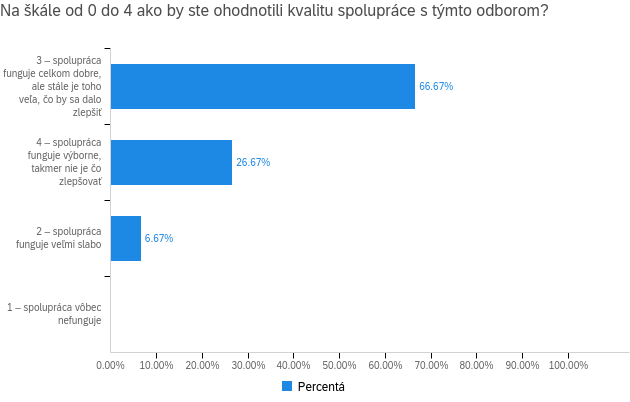 Na škále od 0 do 4 ako by ste ohodnotili kvalitu spolupráce s týmto odborom?
3 – spolupráca
funguje celkom dobre,
ale stále je toho
veľa, čo by sa dalo
zlepšiť
66.67%
4 – spolupráca
funguje výborne,
takmer nie je čo
zlepšovať
26.67%
2 – spolupráca
funguje veľmi slabo
6.67%
1 – spolupráca vôbec
nefunguje
0.00% 10.00% 20.00% 30.00% 40.00% 50.00% 60.00% 70.00% 80.00% 90.00% 100.00%
Percentá